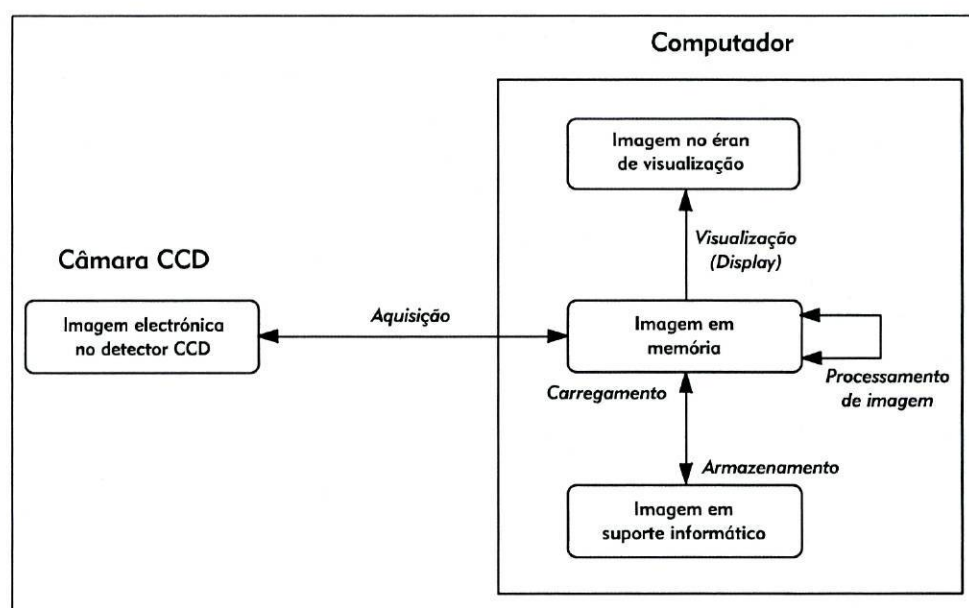 Computador
Imagem no éran
de visualização
Visualização
(Display)
Câmara CCD
Imagem electrónica
no detector CCD
Aquisição
Imagem em
memória
Processamento
de imagem
Carregamento
Armazenamento
Imagem em
suporte informático